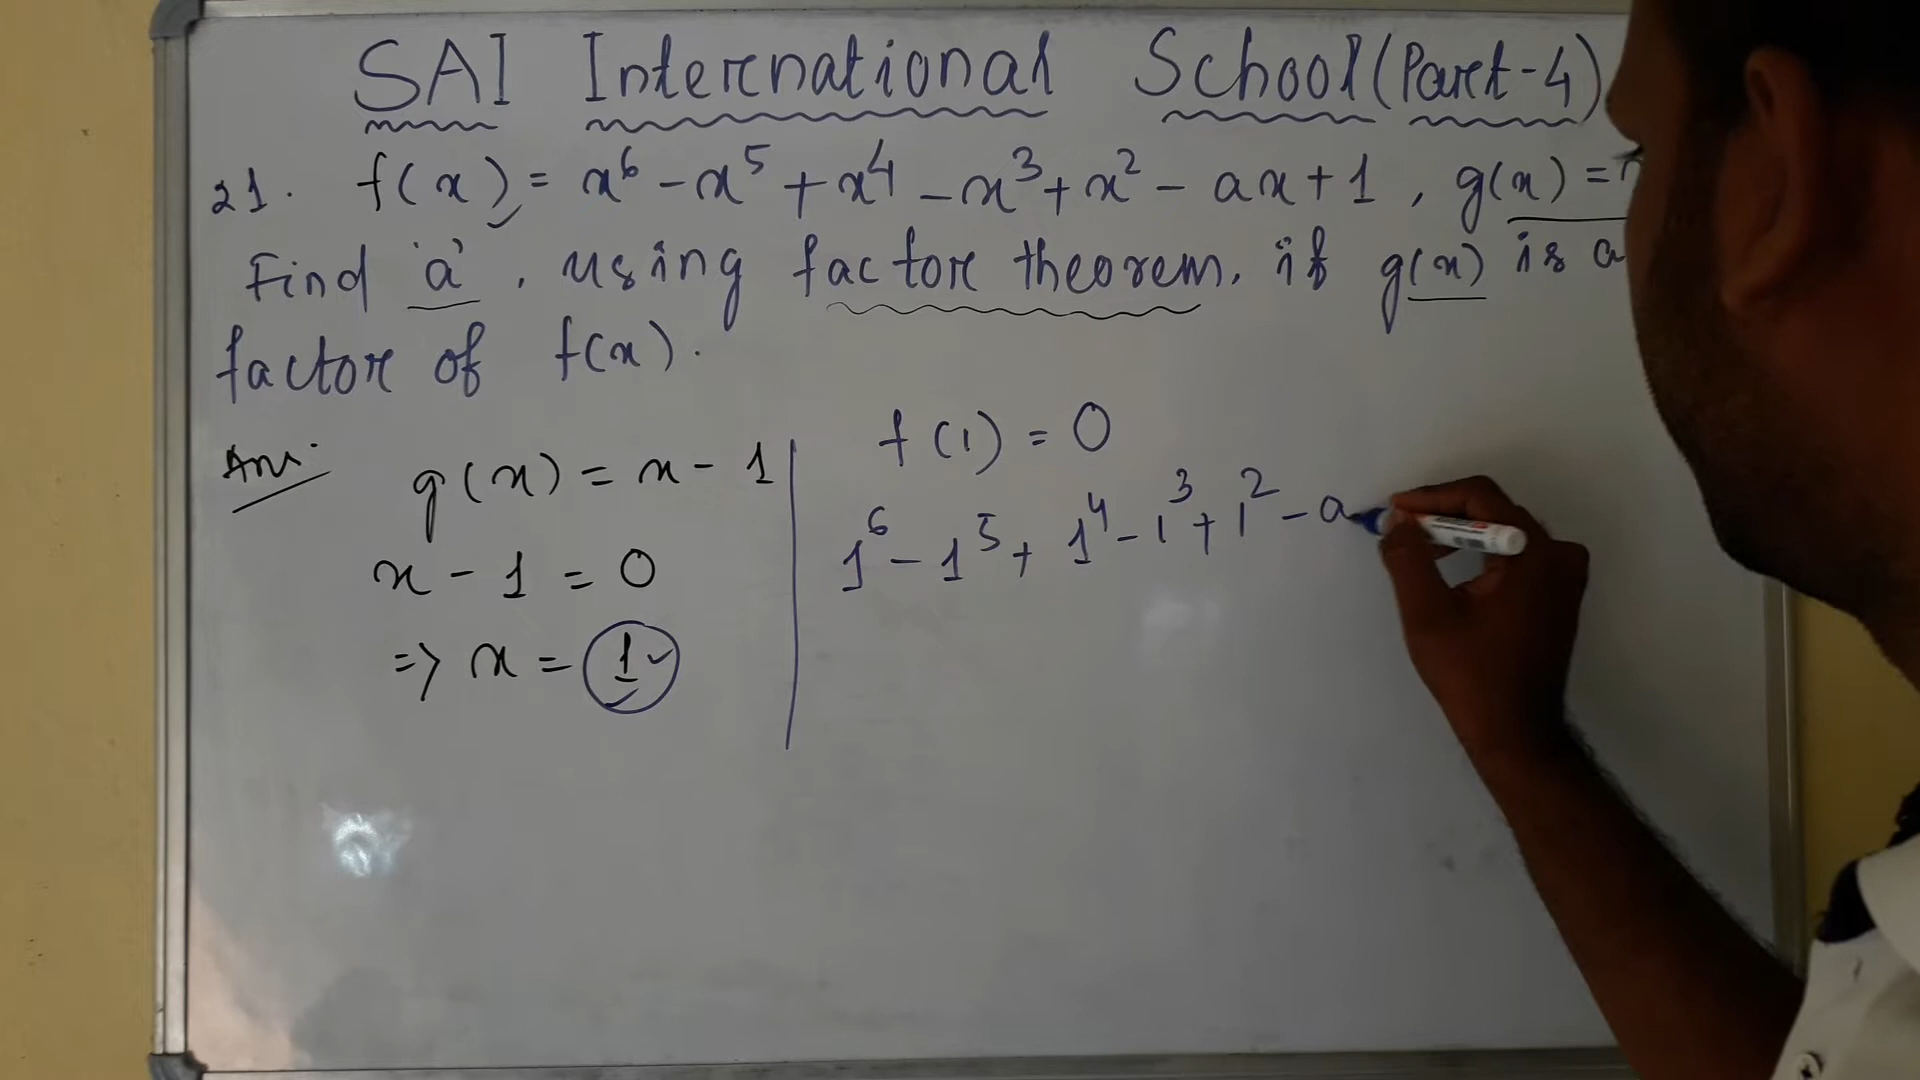 SAI International School (Part-4)
21. f(x) = x⁶ - x⁵ + x⁴ - x³ + x² - ax + 1, g(x) =
Find 'a', using factor theorem, if g(x) is a
factor of f(x).
Ans.
g(x) = x - 1
x - 1 = 0
=> x = 1
f(1) = 0
1⁶ - 1⁵ + 1⁴ - 1³ + 1² - a